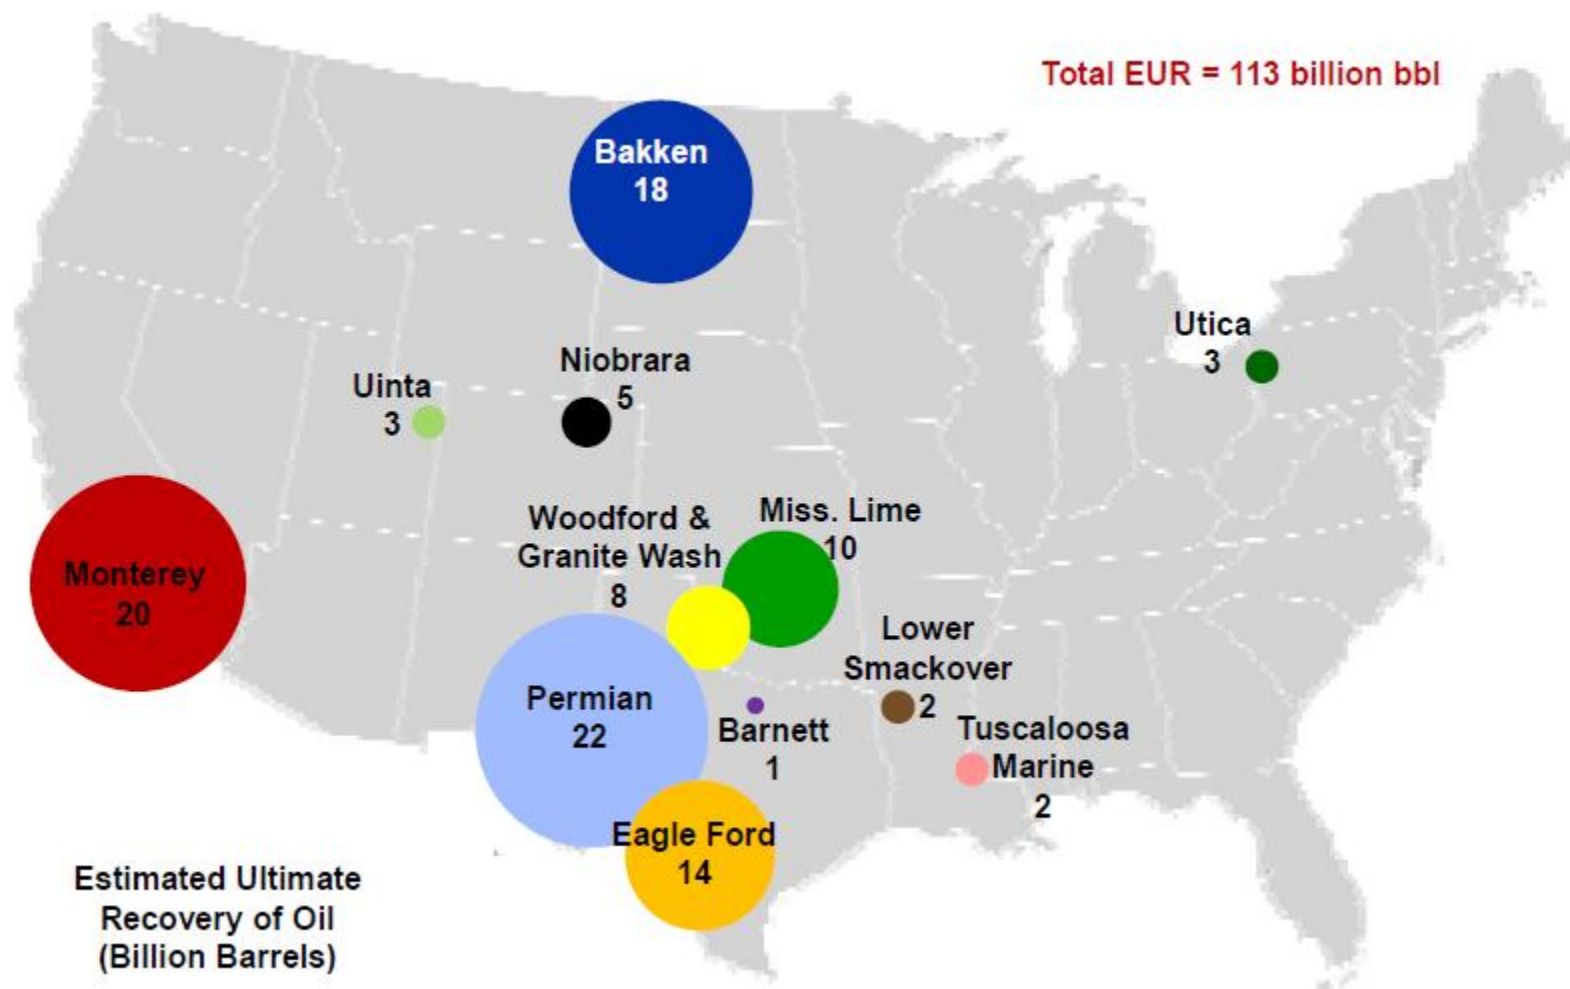 Total EUR = 113 billion bbl
Bakken
18
Utica
3
Niobrara
5
Uinta
3
Woodford &
Granite Wash
8
Miss. Lime
10
Monterey
20
Lower
Smackover
2
Permian
22
Barnett
1
Tuscaloosa
Marine
2
Eagle Ford
14
Estimated Ultimate
Recovery of Oil
(Billion Barrels)